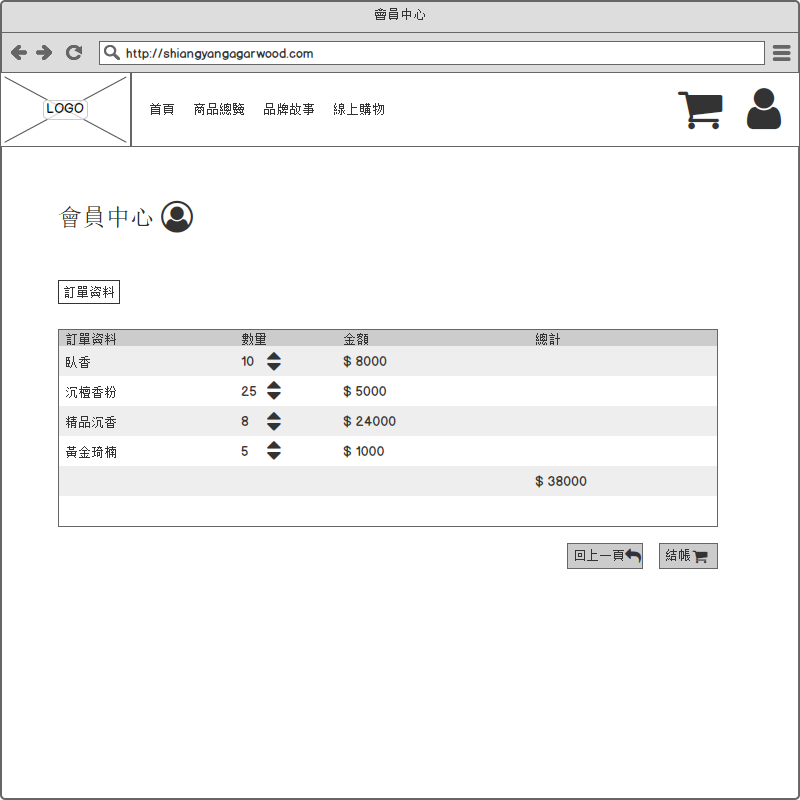 會員中心
http://shiangyangagarwood.com
LOGO
首頁 商品總覽 品牌故事 線上購物
會員中心
訂單資料
訂單資料 數量 金額 總計
臥香 10 $ 8000
沉檀香粉 25 $ 5000
精品沉香 8 $ 24000
黃金琦楠 5 $ 1000
$ 38000
回上一頁 結帳